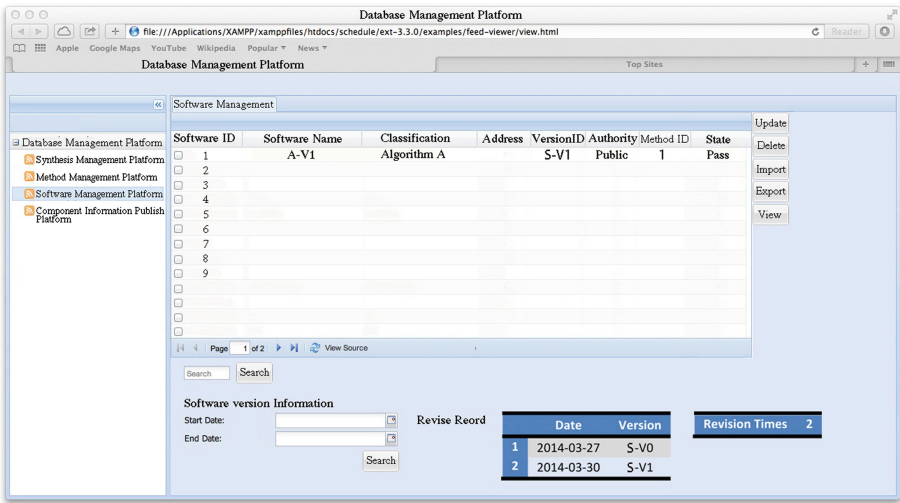 Database Management Platform
file:///Applications/XAMPP/xamppfiles/htdocs/schedule/ext-3.3.0/examples/feed-viewer/view.html
Reader
Apple Google Maps YouTube Wikipedia Popular News
Database Management Platform Top Sites
Software Management
Update
Delete
Import
Export
View
Database Management Platform
Synthesis Management Platform
Method Management Platform
Software Management Platform
Component Information Publish
Platform
Software ID Software Name Classification Address VersionID Authority Method ID State
1 A-V1 Algorithm A S-V1 Public 1 Pass
2
3
4
5
6
7
8
9
Page 1 of 2 View Source
Search Search
Software version Information
Start Date:
End Date:
Search
Revise Reord
Date Version
1 2014-03-27 S-V0
2 2014-03-30 S-V1
Revision Times 2